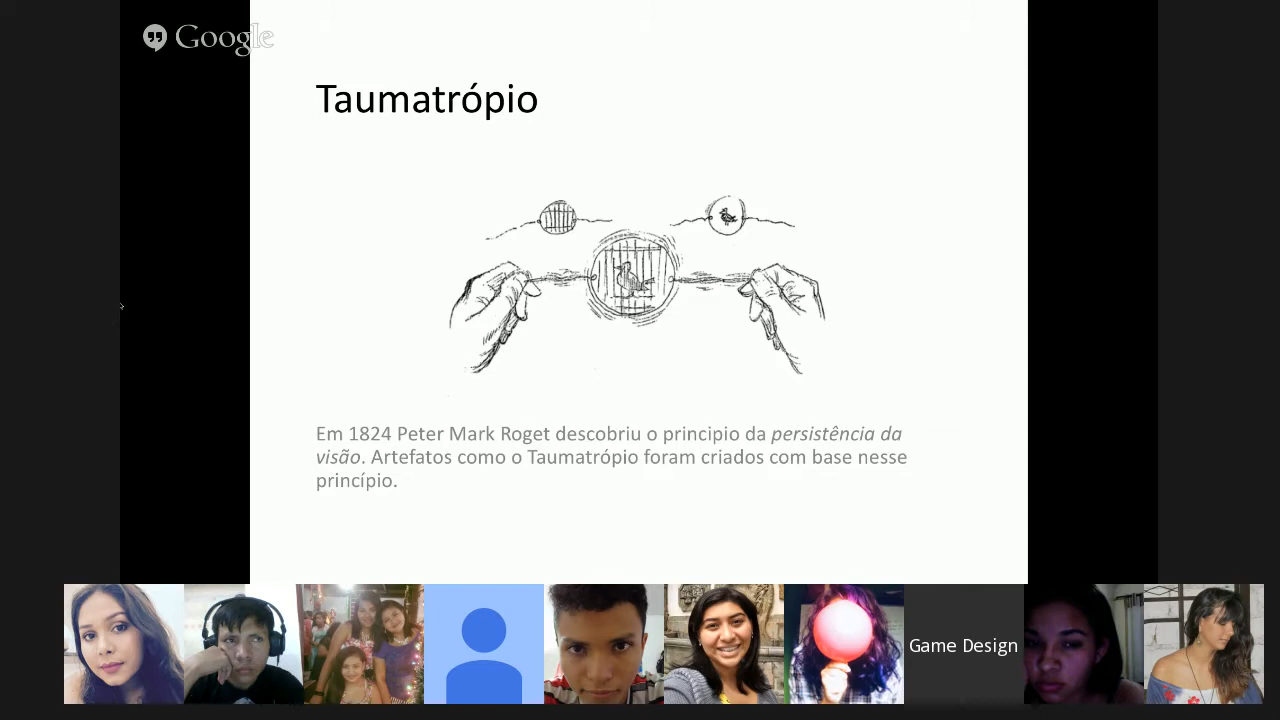 Google
Taumatrópio
Em 1824 Peter Mark Roget descobriu o principio da persistência da
visão. Artefatos como o Taumatrópio foram criados com base nesse
princípio.
Game Design